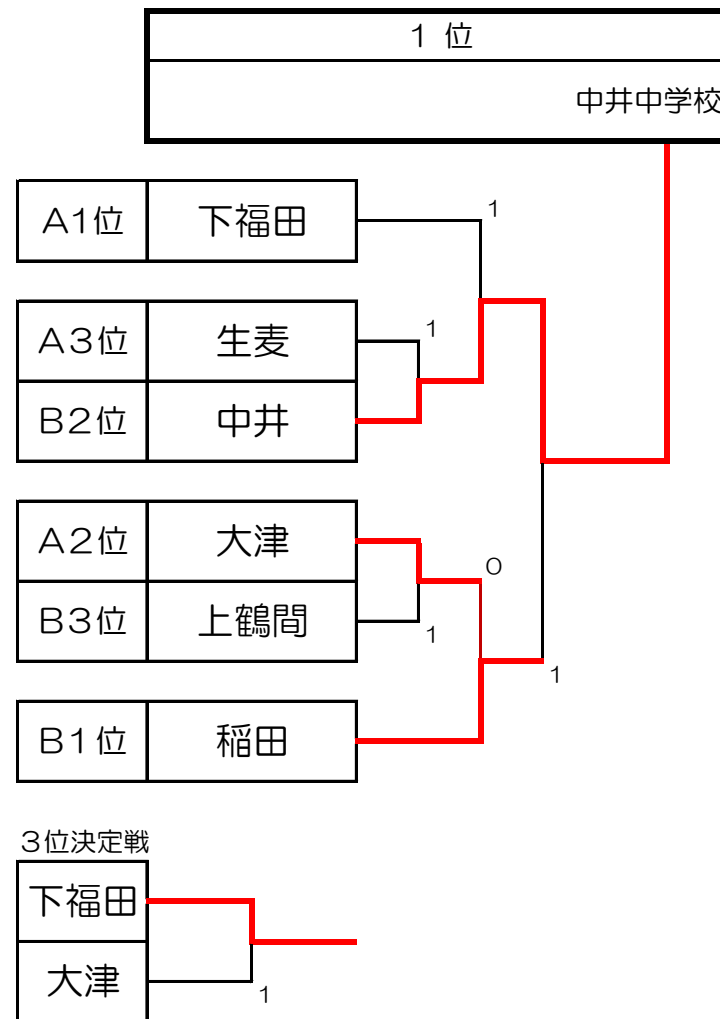 １ 位
中井中学校
A1位 下福田
1
A３位 生麦
1
B２位 中井
A２位 大津
0
B３位 上鶴間
1
1
B１位 稲田
３位決定戦
下福田
大津
1